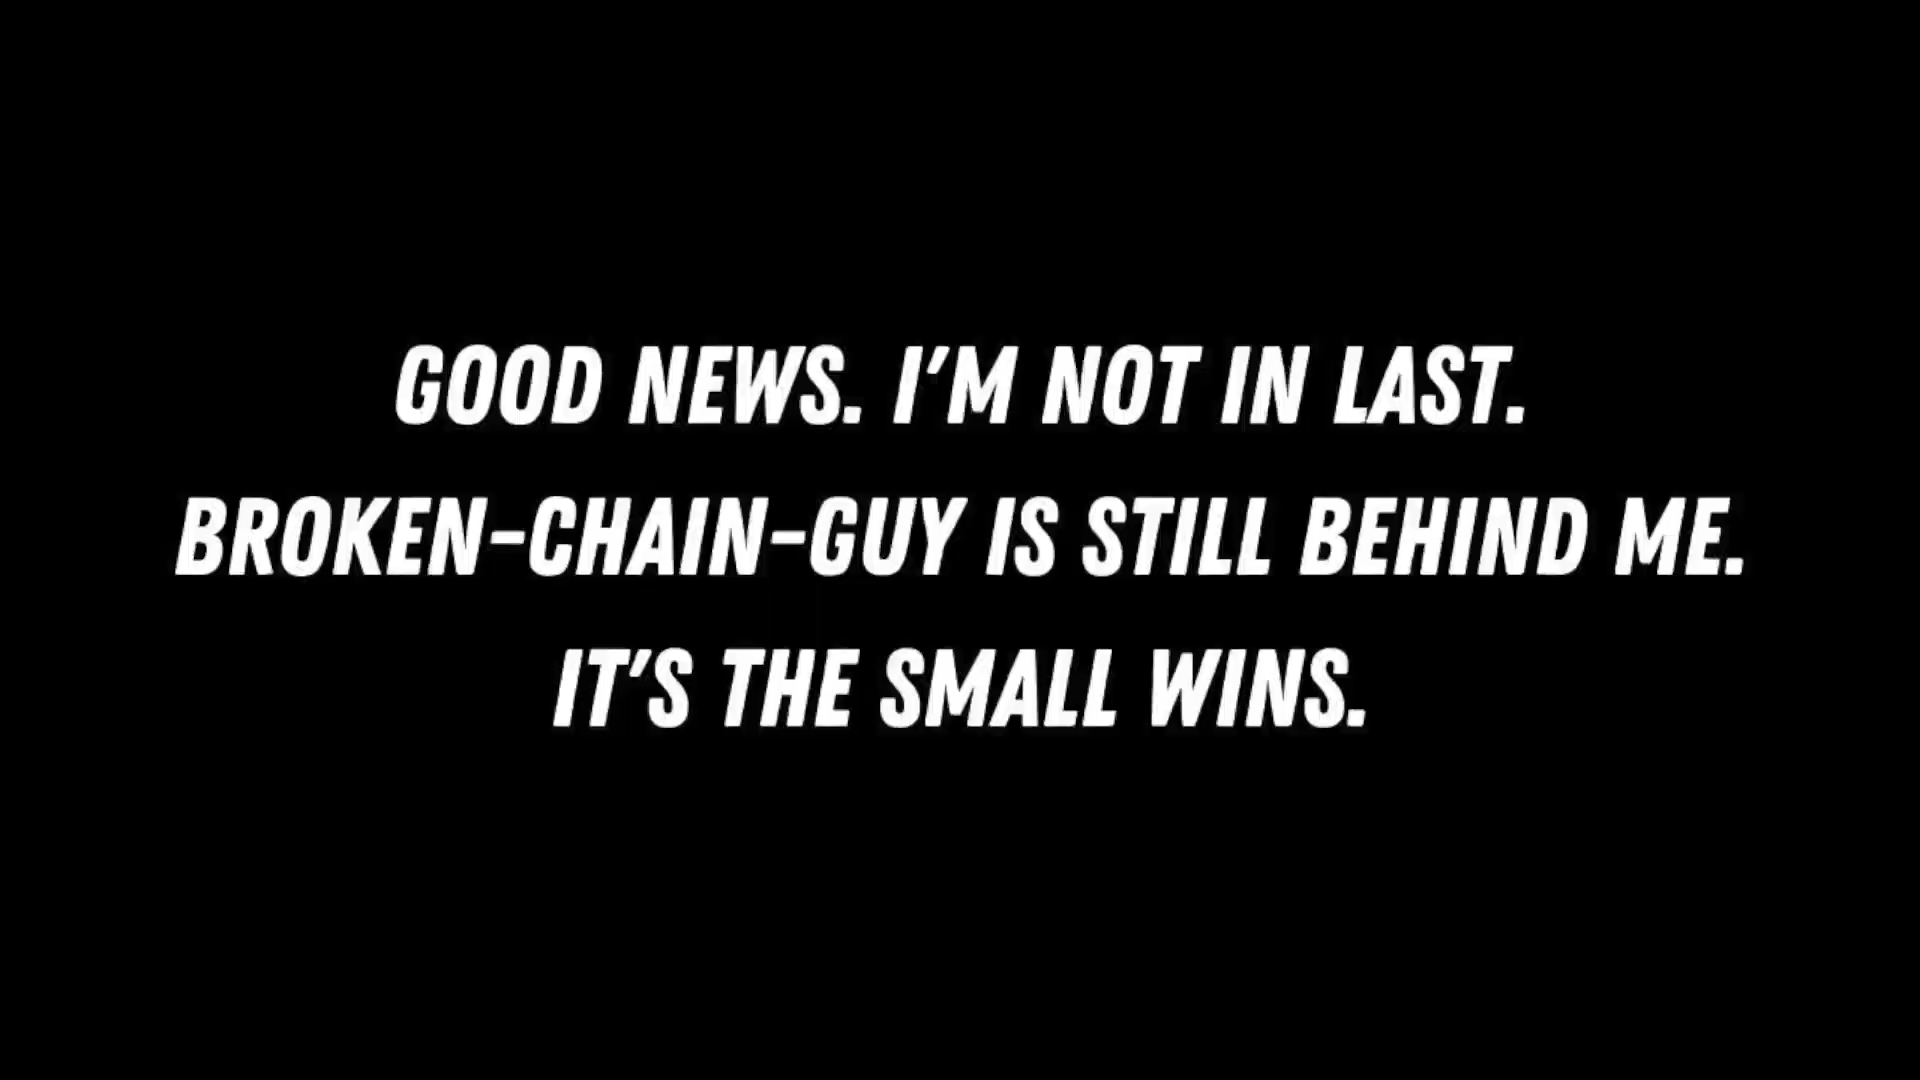 GOOD NEWS. I'M NOT IN LAST.
BROKEN-CHAIN-GUY IS STILL BEHIND ME.
IT'S THE SMALL WINS.